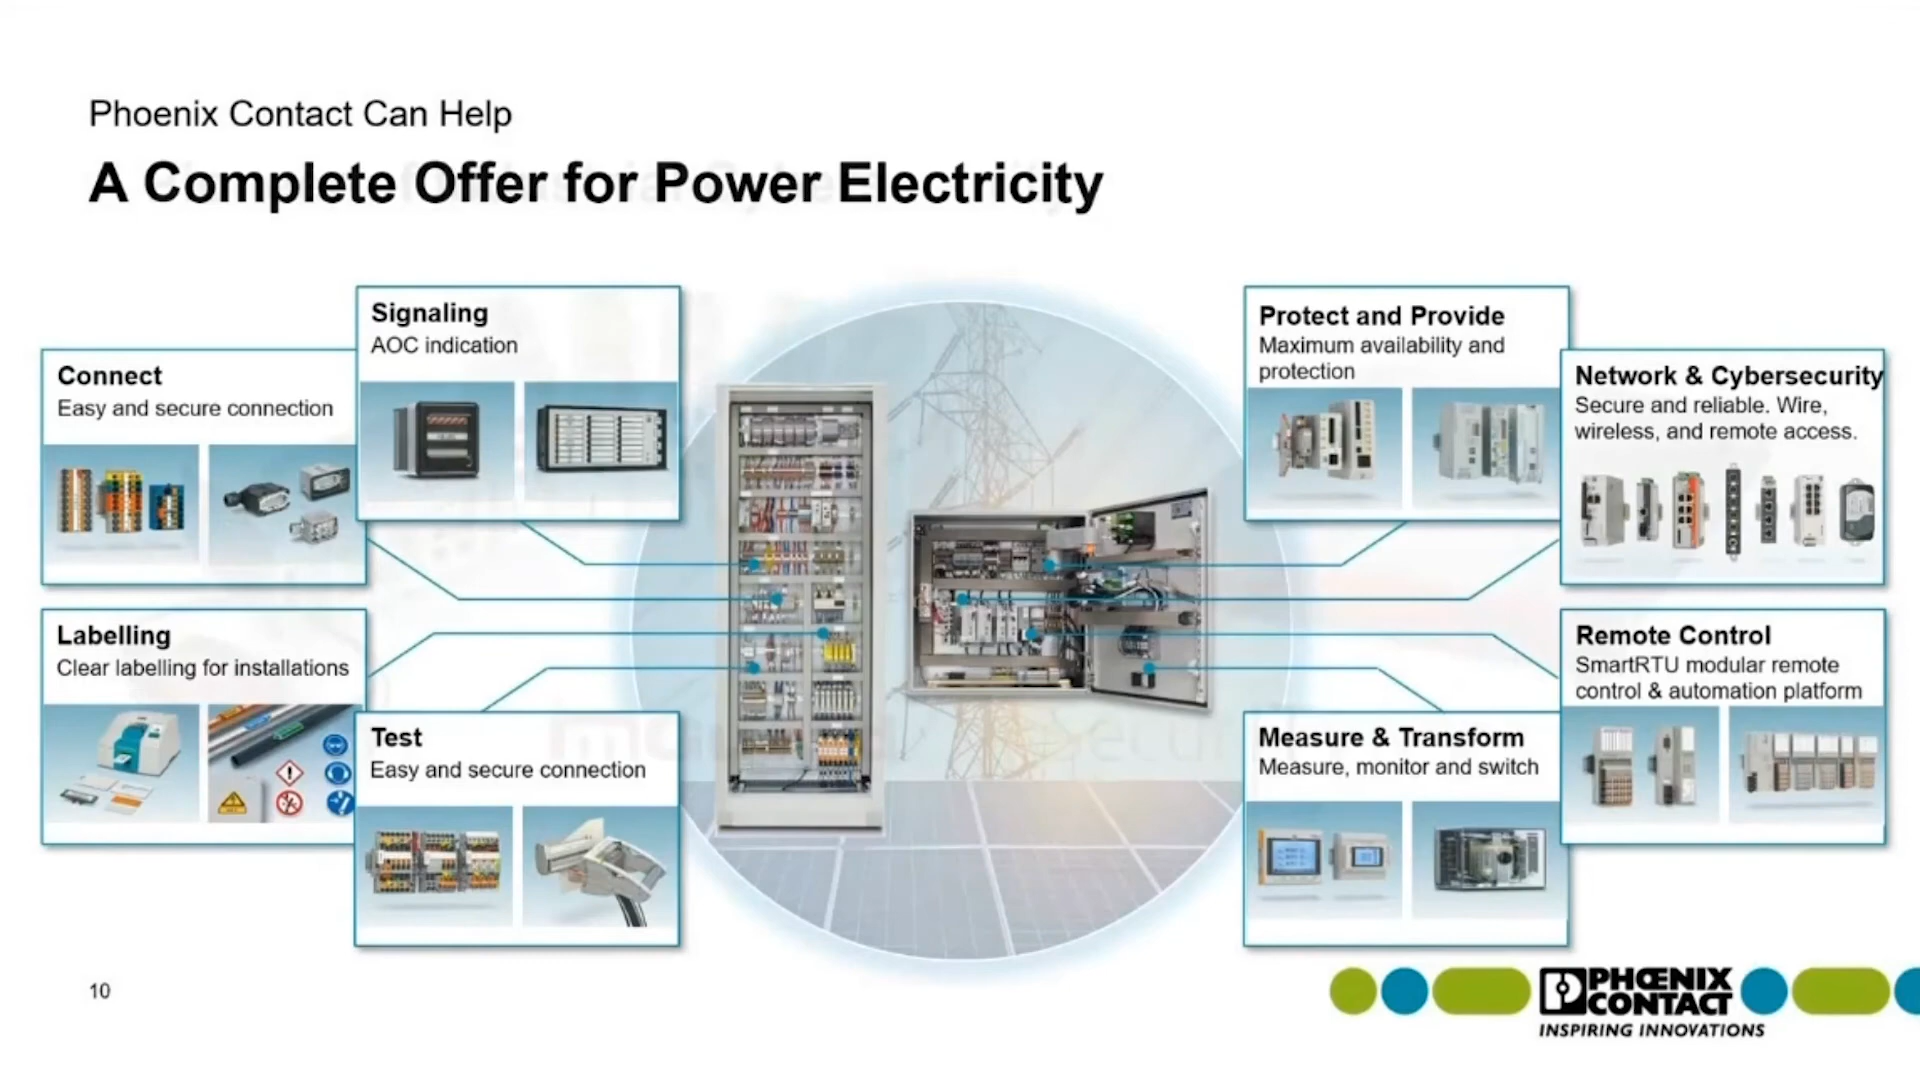 Phoenix Contact Can Help
A Complete Offer for Power Electricity
Connect
Easy and secure connection
Signaling
AOC indication
Labelling
Clear labelling for installations
Test
Easy and secure connection
Protect and Provide
Maximum availability and
protection
Network & Cybersecurity
Secure and reliable. Wire,
wireless, and remote access.
Remote Control
SmartRTU modular remote
control & automation platform
Measure & Transform
Measure, monitor and switch
10
PHŒNIX
CONTACT
INSPIRING INNOVATIONS